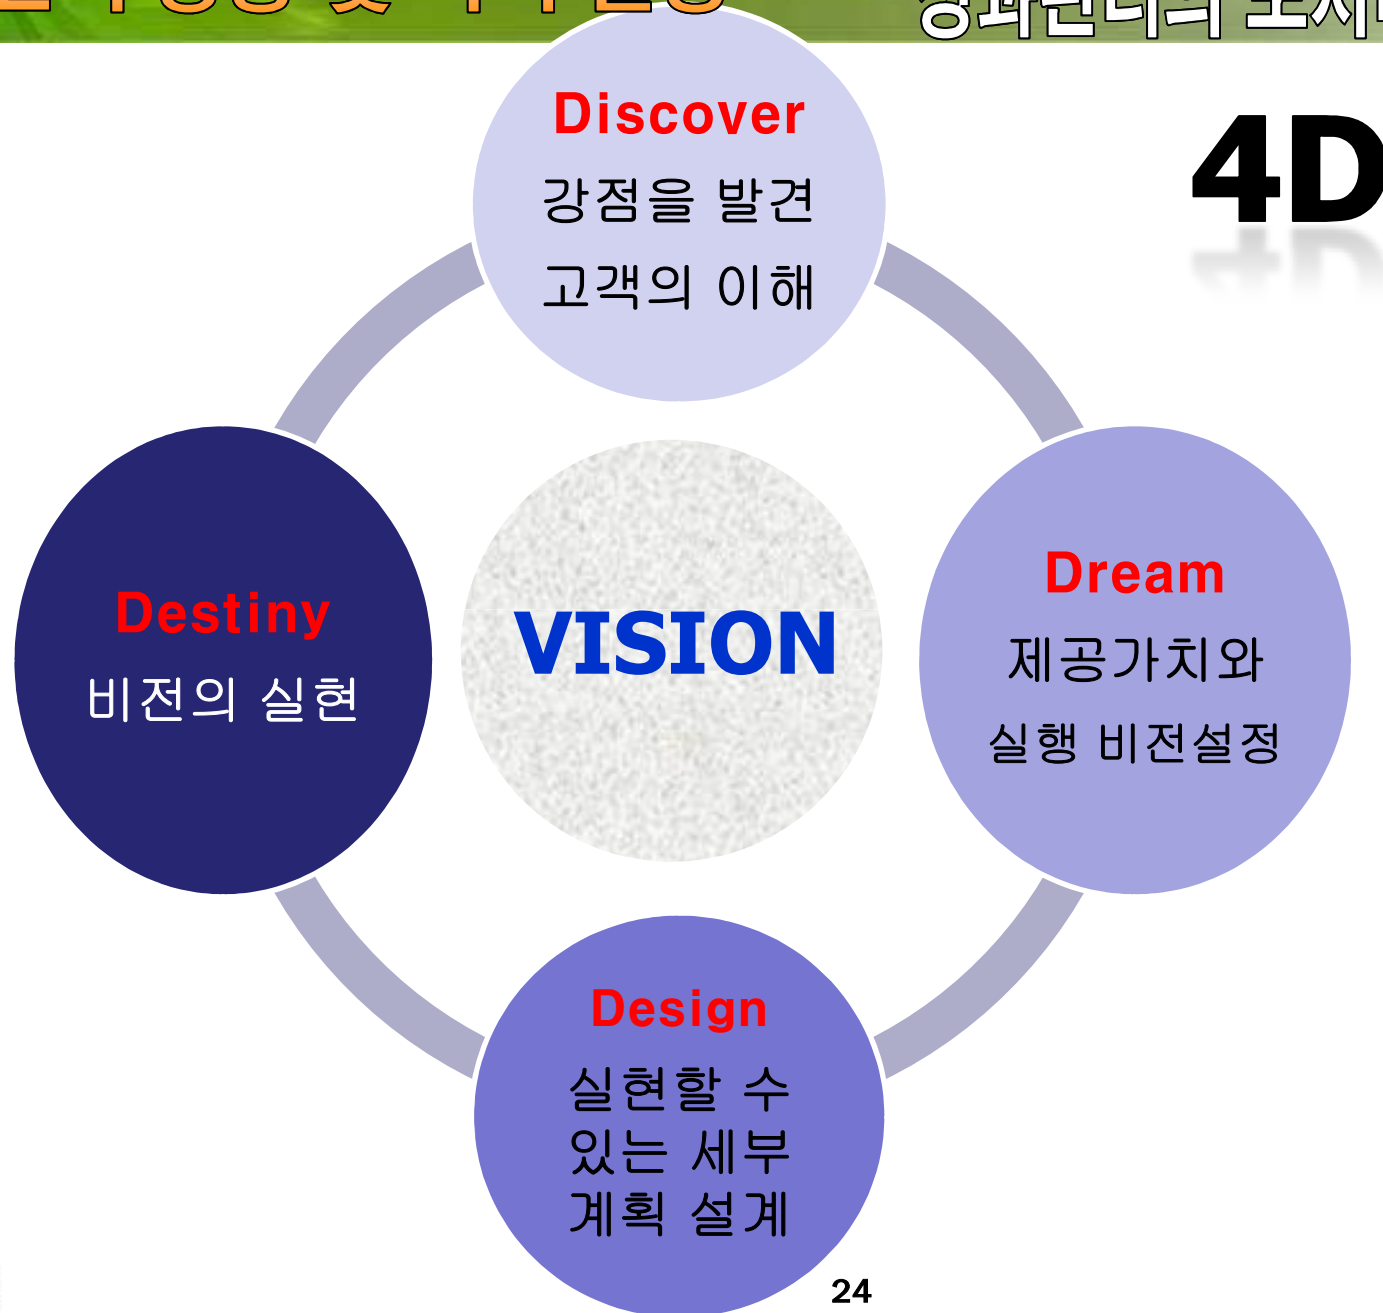 4D
Discover
강점을 발견
고객의 이해
Dream
제공가치와
실행 비전설정
VISION
Destiny
비전의 실현
Design
실현할 수
있는 세부
계획 설계
24